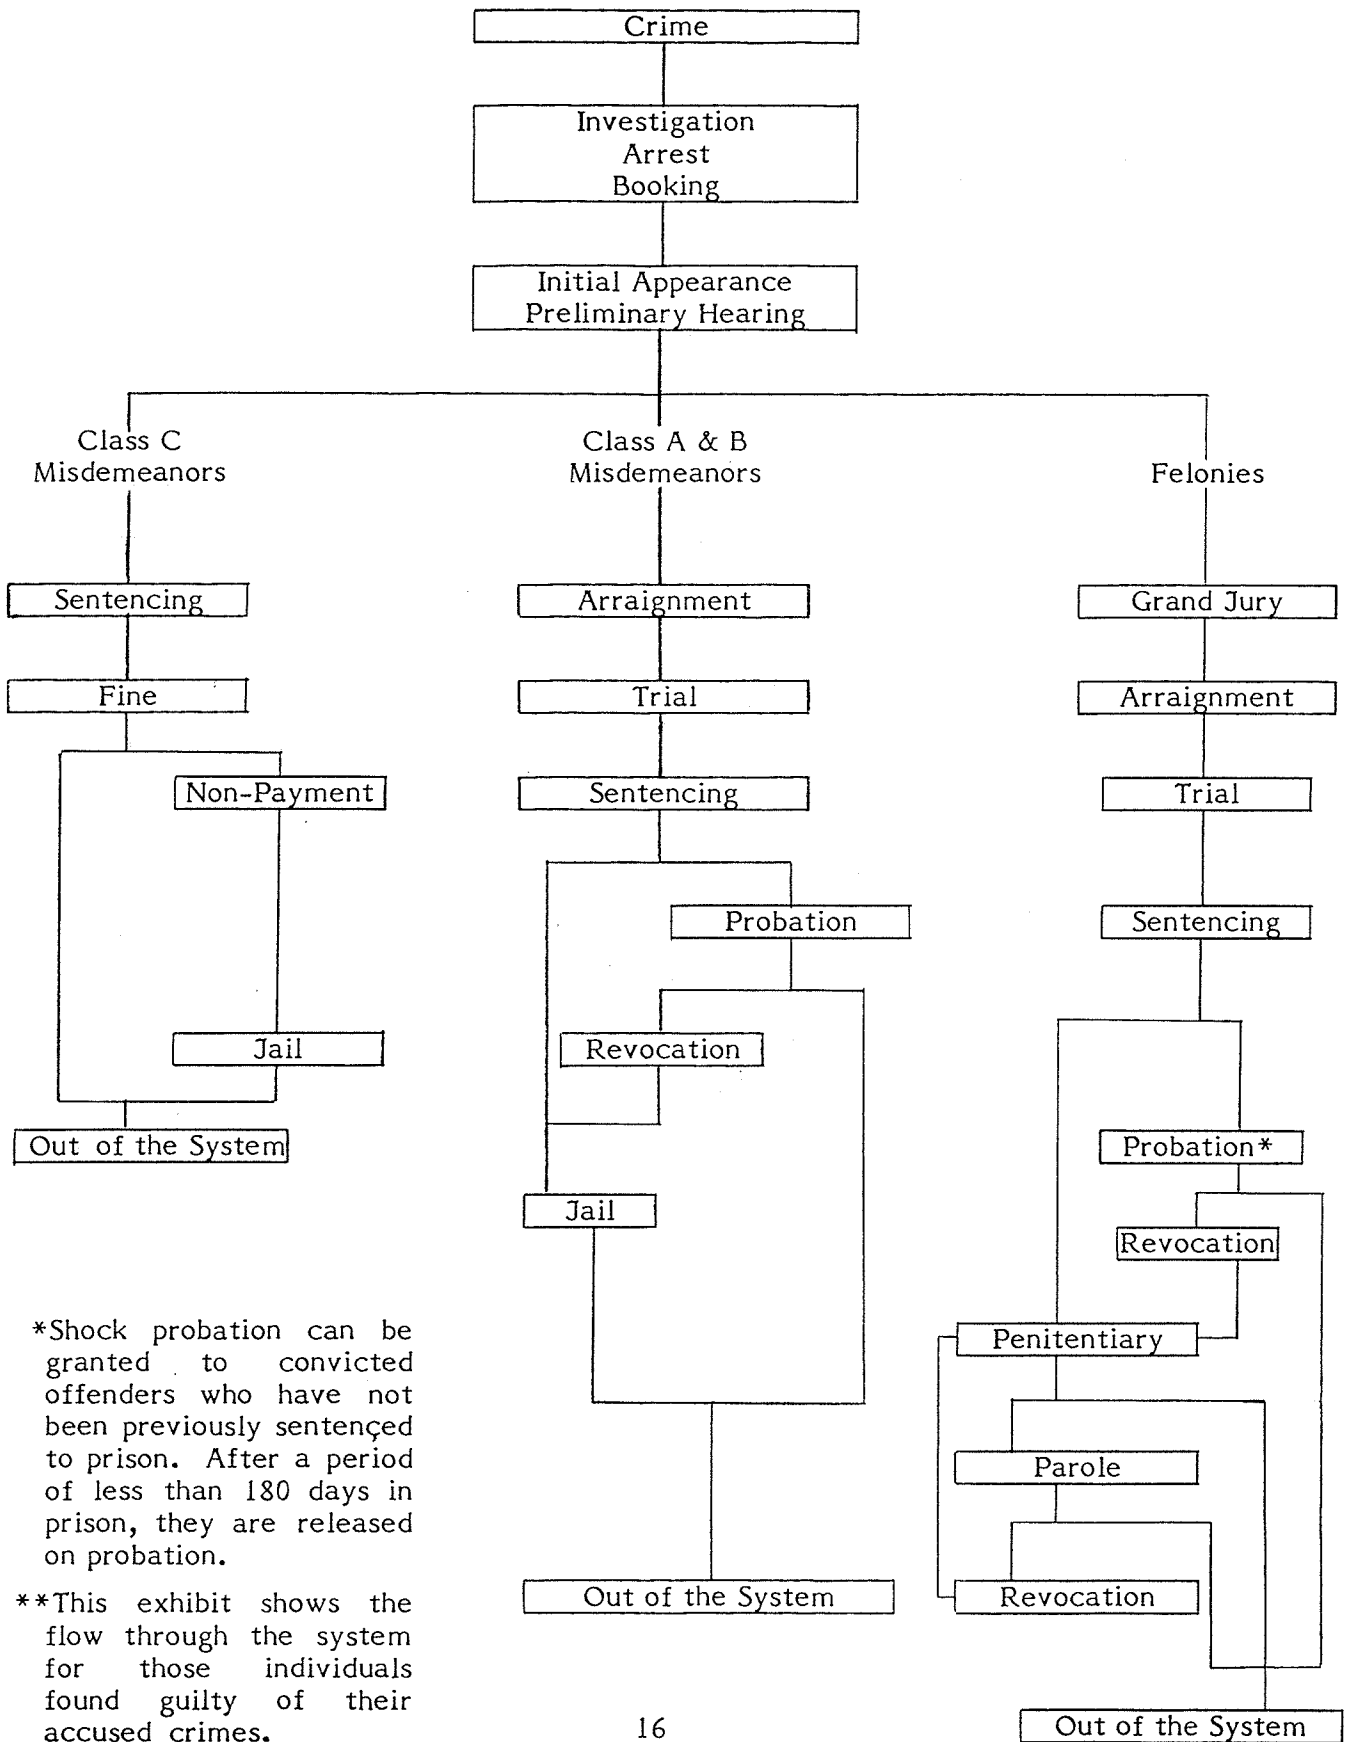 Crime
Investigation
Arrest
Booking
Initial Appearance
Preliminary Hearing
Class C
Misdemeanors
Sentencing
Fine
Non-Payment
Jail
Out of the System
Class A & B
Misdemeanors
Arraignment
Trial
Sentencing
Probation
Revocation
Jail
Out of the System
Felonies
Grand Jury
Arraignment
Trial
Sentencing
Probation*
Revocation
Penitentiary
Parole
Revocation
Out of the System
*Shock probation can be
granted to convicted
offenders who have not
been previously sentenced
to prison. After a period
of less than 180 days in
prison, they are released
on probation.
**This exhibit shows the
flow through the system
for those individuals
found guilty of their
accused crimes.
16